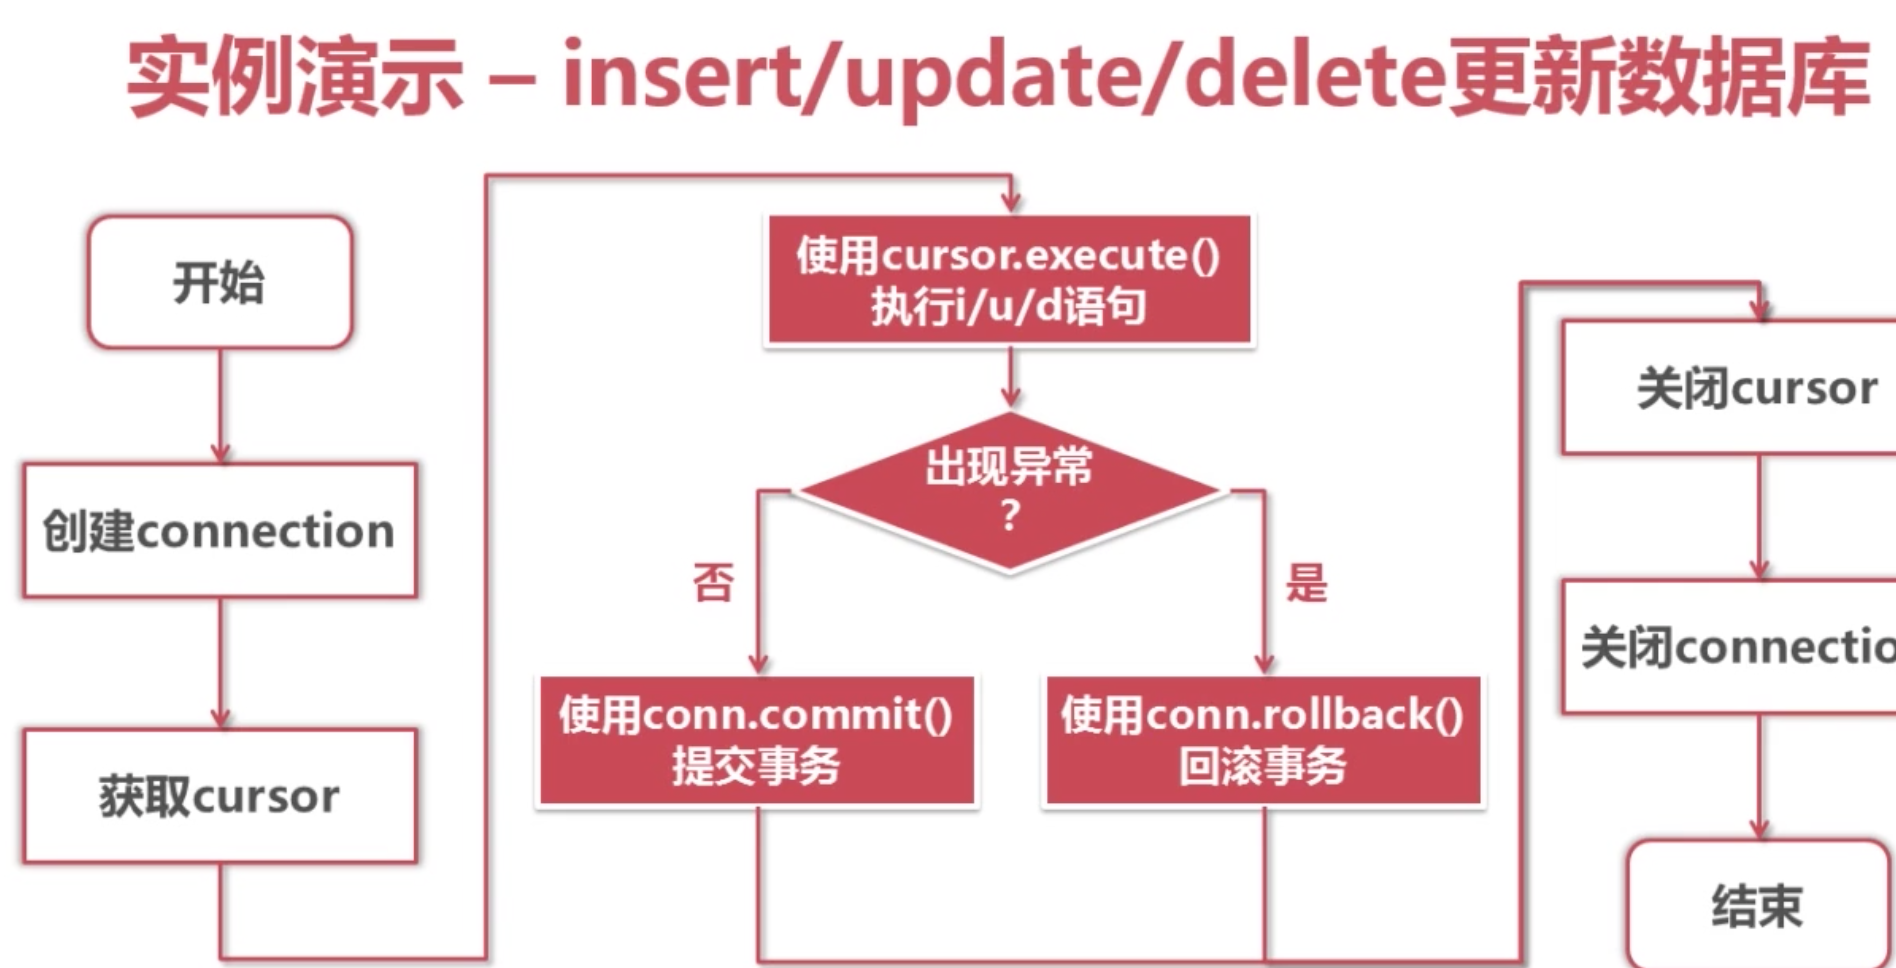 实例演示 – insert/update/delete更新数据库
开始
创建connection
获取cursor
使用cursor.execute()
执行i/u/d语句
出现异常
？
否
是
使用conn.commit()
提交事务
使用conn.rollback()
回滚事务
关闭cursor
关闭connectio
结束